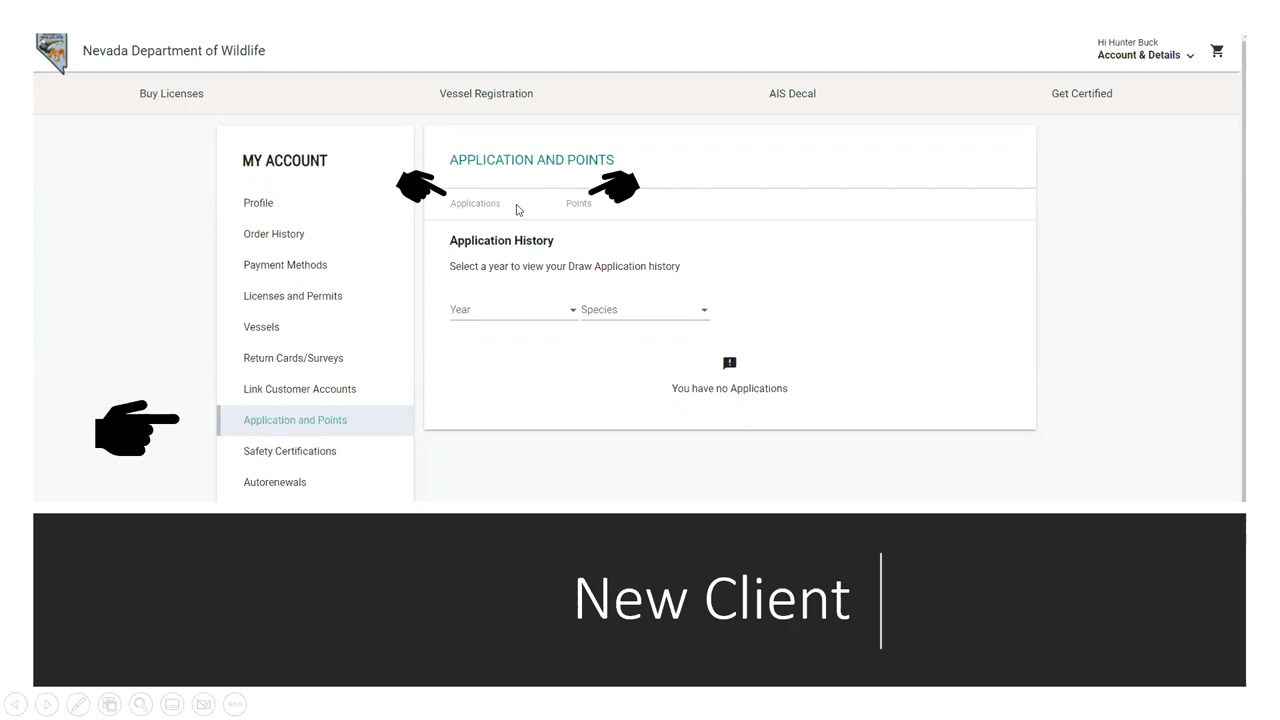 Nevada Department of Wildlife
Hi Hunter Buck
Account & Details
Buy Licenses
Vessel Registration
AIS Decal
Get Certified
MY ACCOUNT
Profile
Order History
Payment Methods
Licenses and Permits
Vessels
Return Cards/Surveys
Link Customer Accounts
Application and Points
Safety Certifications
Autorenewals
APPLICATION AND POINTS
Applications
Points
Application History
Select a year to view your Draw Application history
Year
Species
You have no Applications
New Client